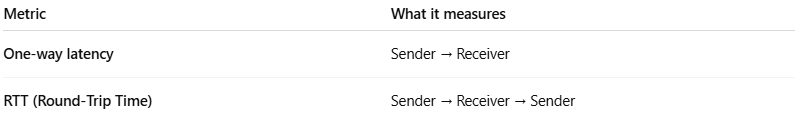 Metric What it measures
One-way latency Sender → Receiver
RTT (Round-Trip Time) Sender → Receiver → Sender